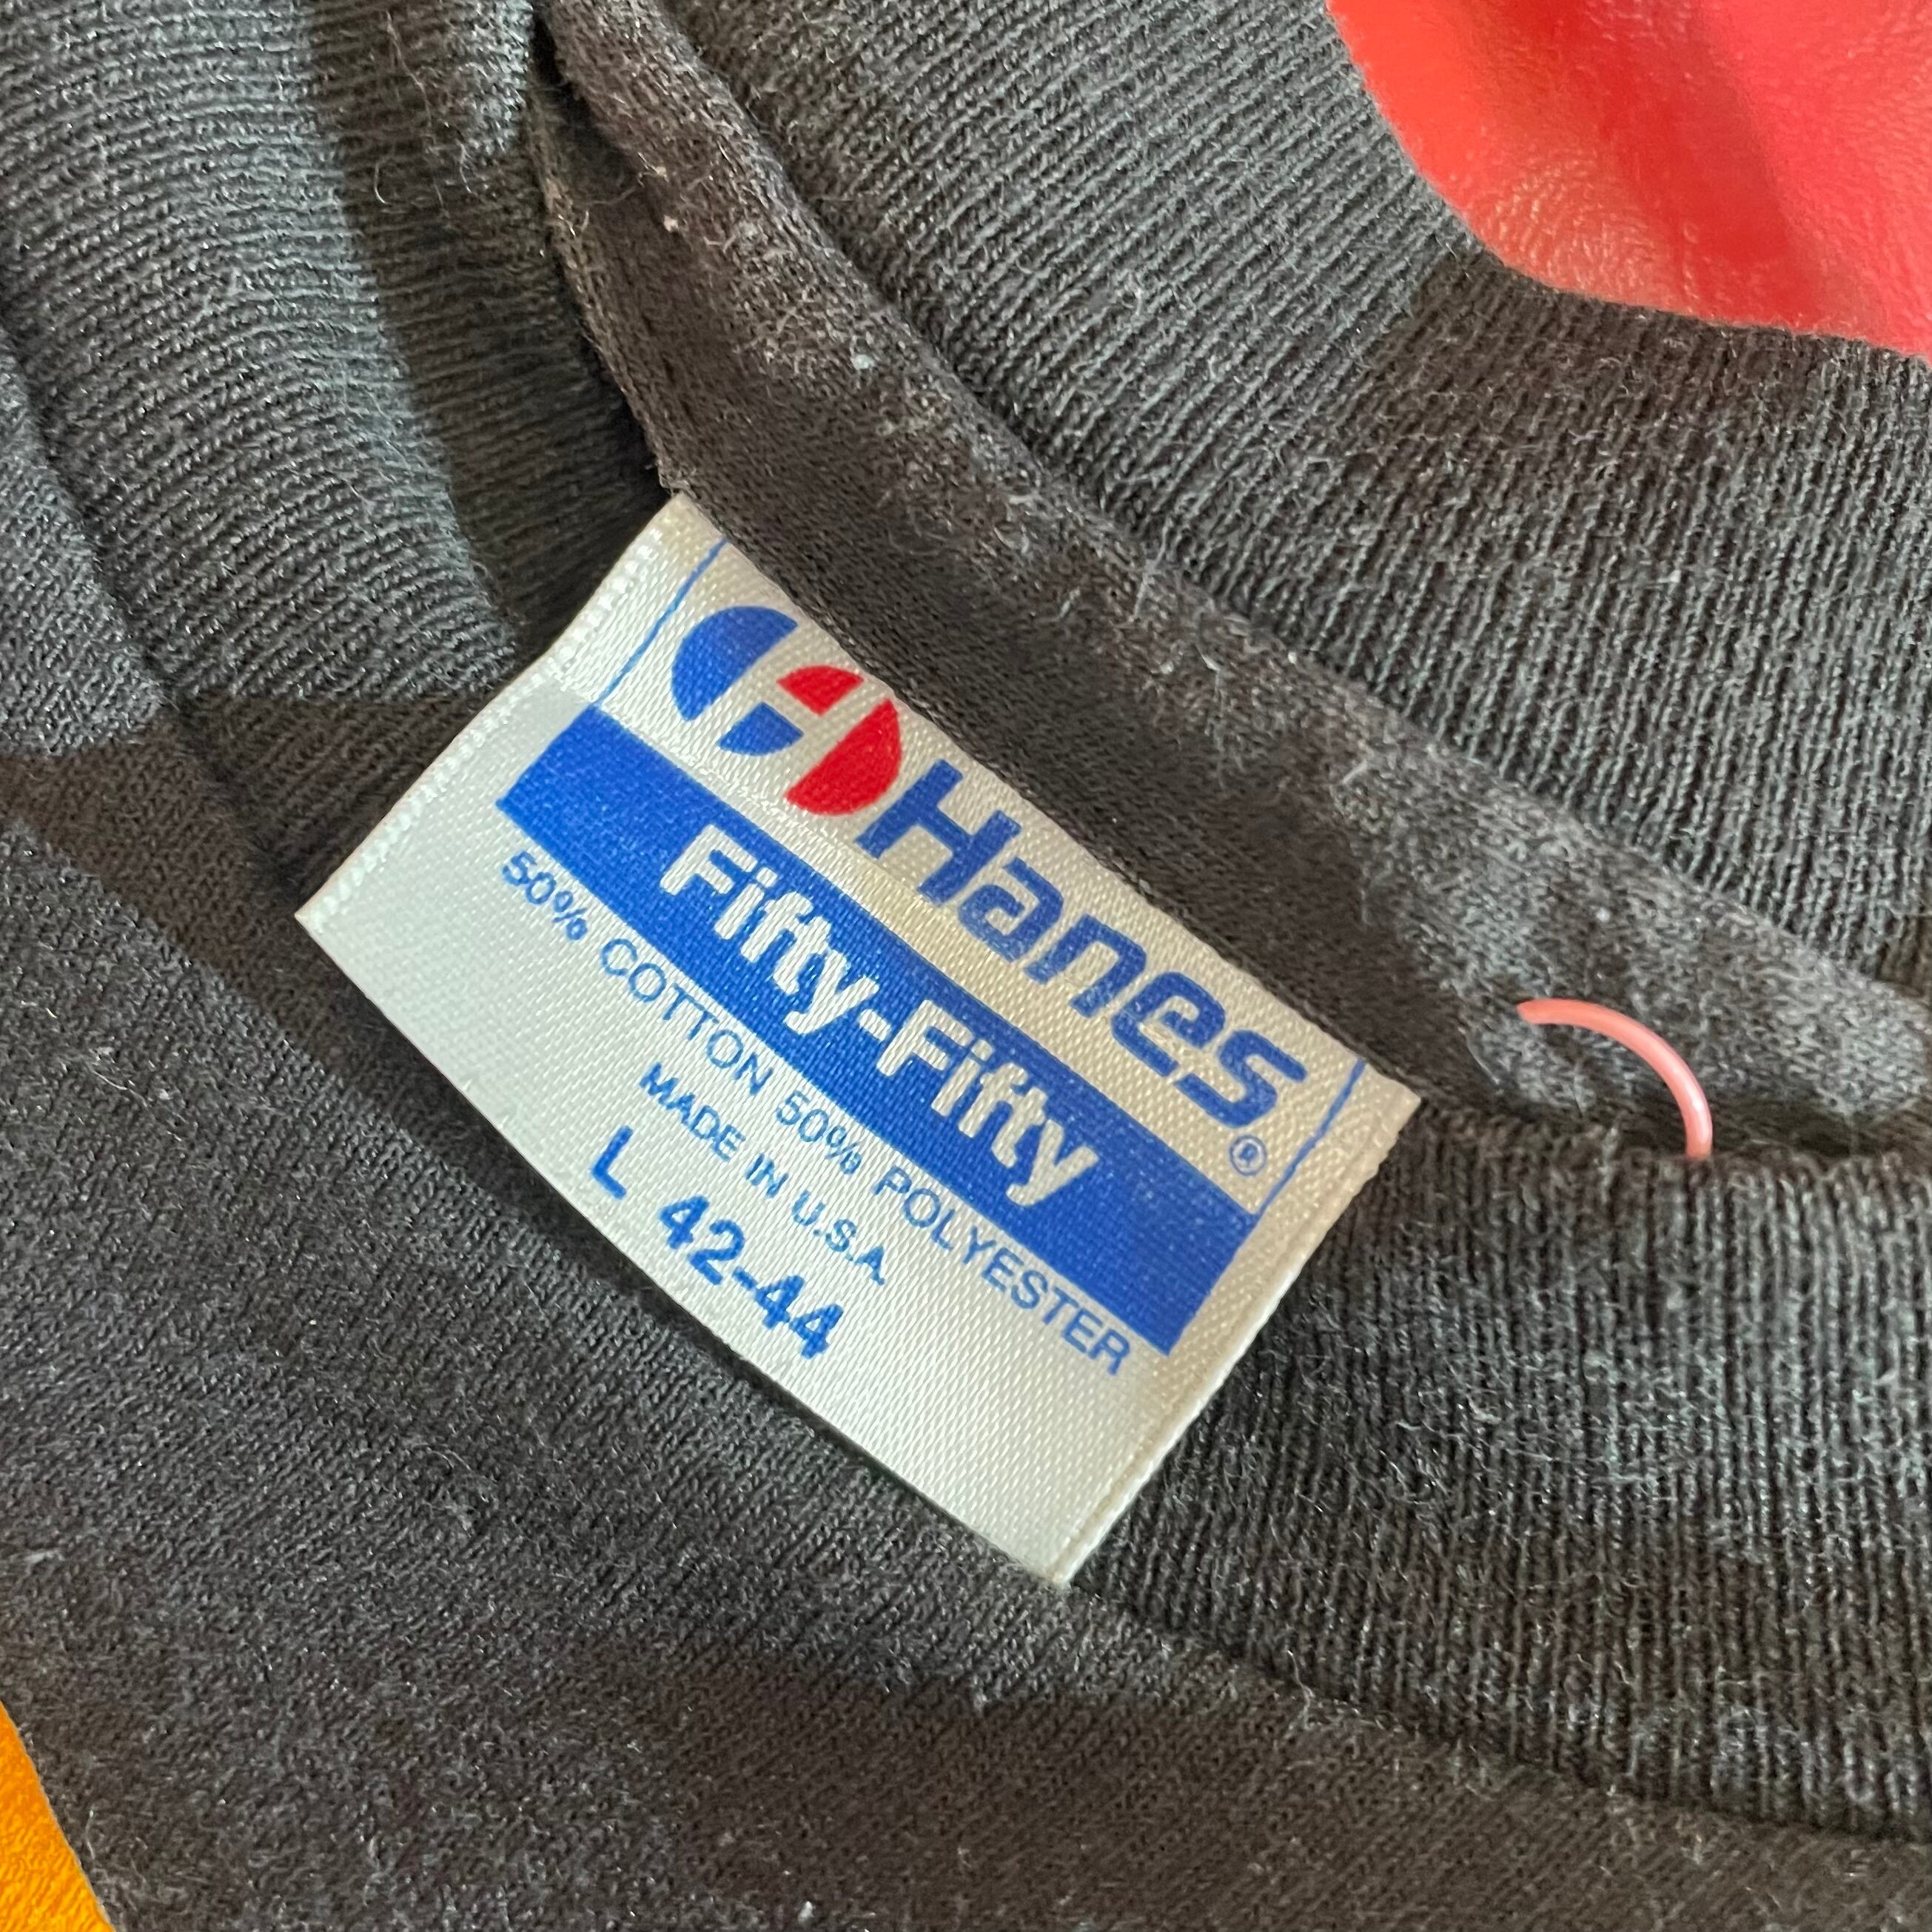 H Hanes®
Fifty-Fifty
50% COTTON 50% POLYESTER
MADE IN U.S.A
L 42-44